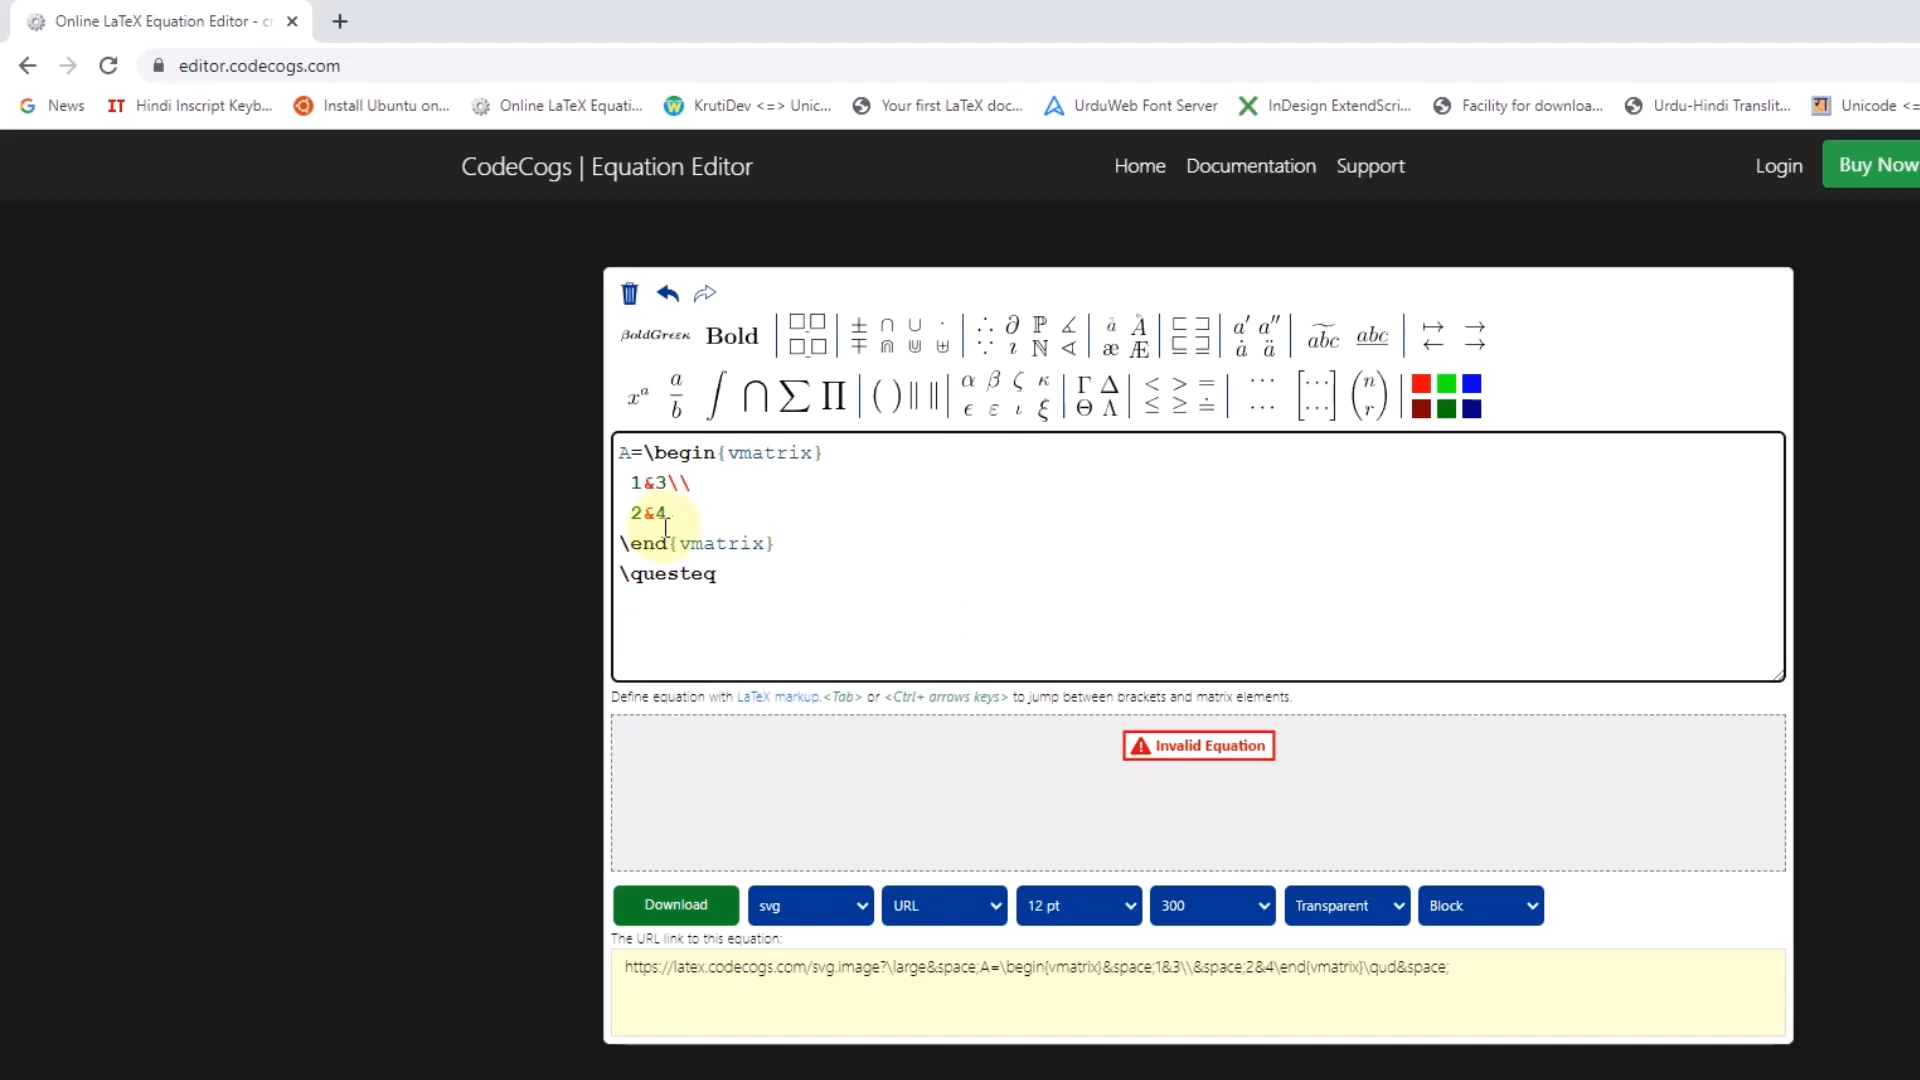 Online LaTeX Equation Editor - cr
editor.codecogs.com
News
Hindi Inscript Keyb...
Install Ubuntu on...
Online LaTeX Equati...
KrutiDev <=> Unic...
Your first LaTeX doc...
UrduWeb Font Server
InDesign ExtendScri...
Facility for downloa...
Urdu-Hindi Translit...
Unicode <=
CodeCogs | Equation Editor
Home Documentation Support
Login
Buy Now
βoldGrεεκ Bold ± ∩ ∪ · ∴ ∂ ℙ ∡ å Å ⊏ ⊐ a′ a″ abc abc ↦ →
∓ ⋒ ⋓ ⊎ ∵ ı ℕ ∢ æ Æ ⊑ ⊒ ȧ ä ← →
xᵃ a/b ∫ ⋂ ∑ ∏ ( ) || || α β ζ κ Γ Δ < > = ... [...] (n r)
ϵ ε ι ξ Θ Λ ≤ ≥ ≐ ... [...]
A=\begin{vmatrix}
1&3\\
2&4
\end{vmatrix}
\questeq
Define equation with LaTeX markup.<Tab> or <Ctrl+ arrows keys> to jump between brackets and matrix elements.
Invalid Equation
Download
svg
URL
12 pt
300
Transparent
Block
The URL link to this equation:
https://latex.codecogs.com/svg.image?\large&space;A=\begin{vmatrix}&space;1&3\\&space;2&4\end{vmatrix}\qud&space;